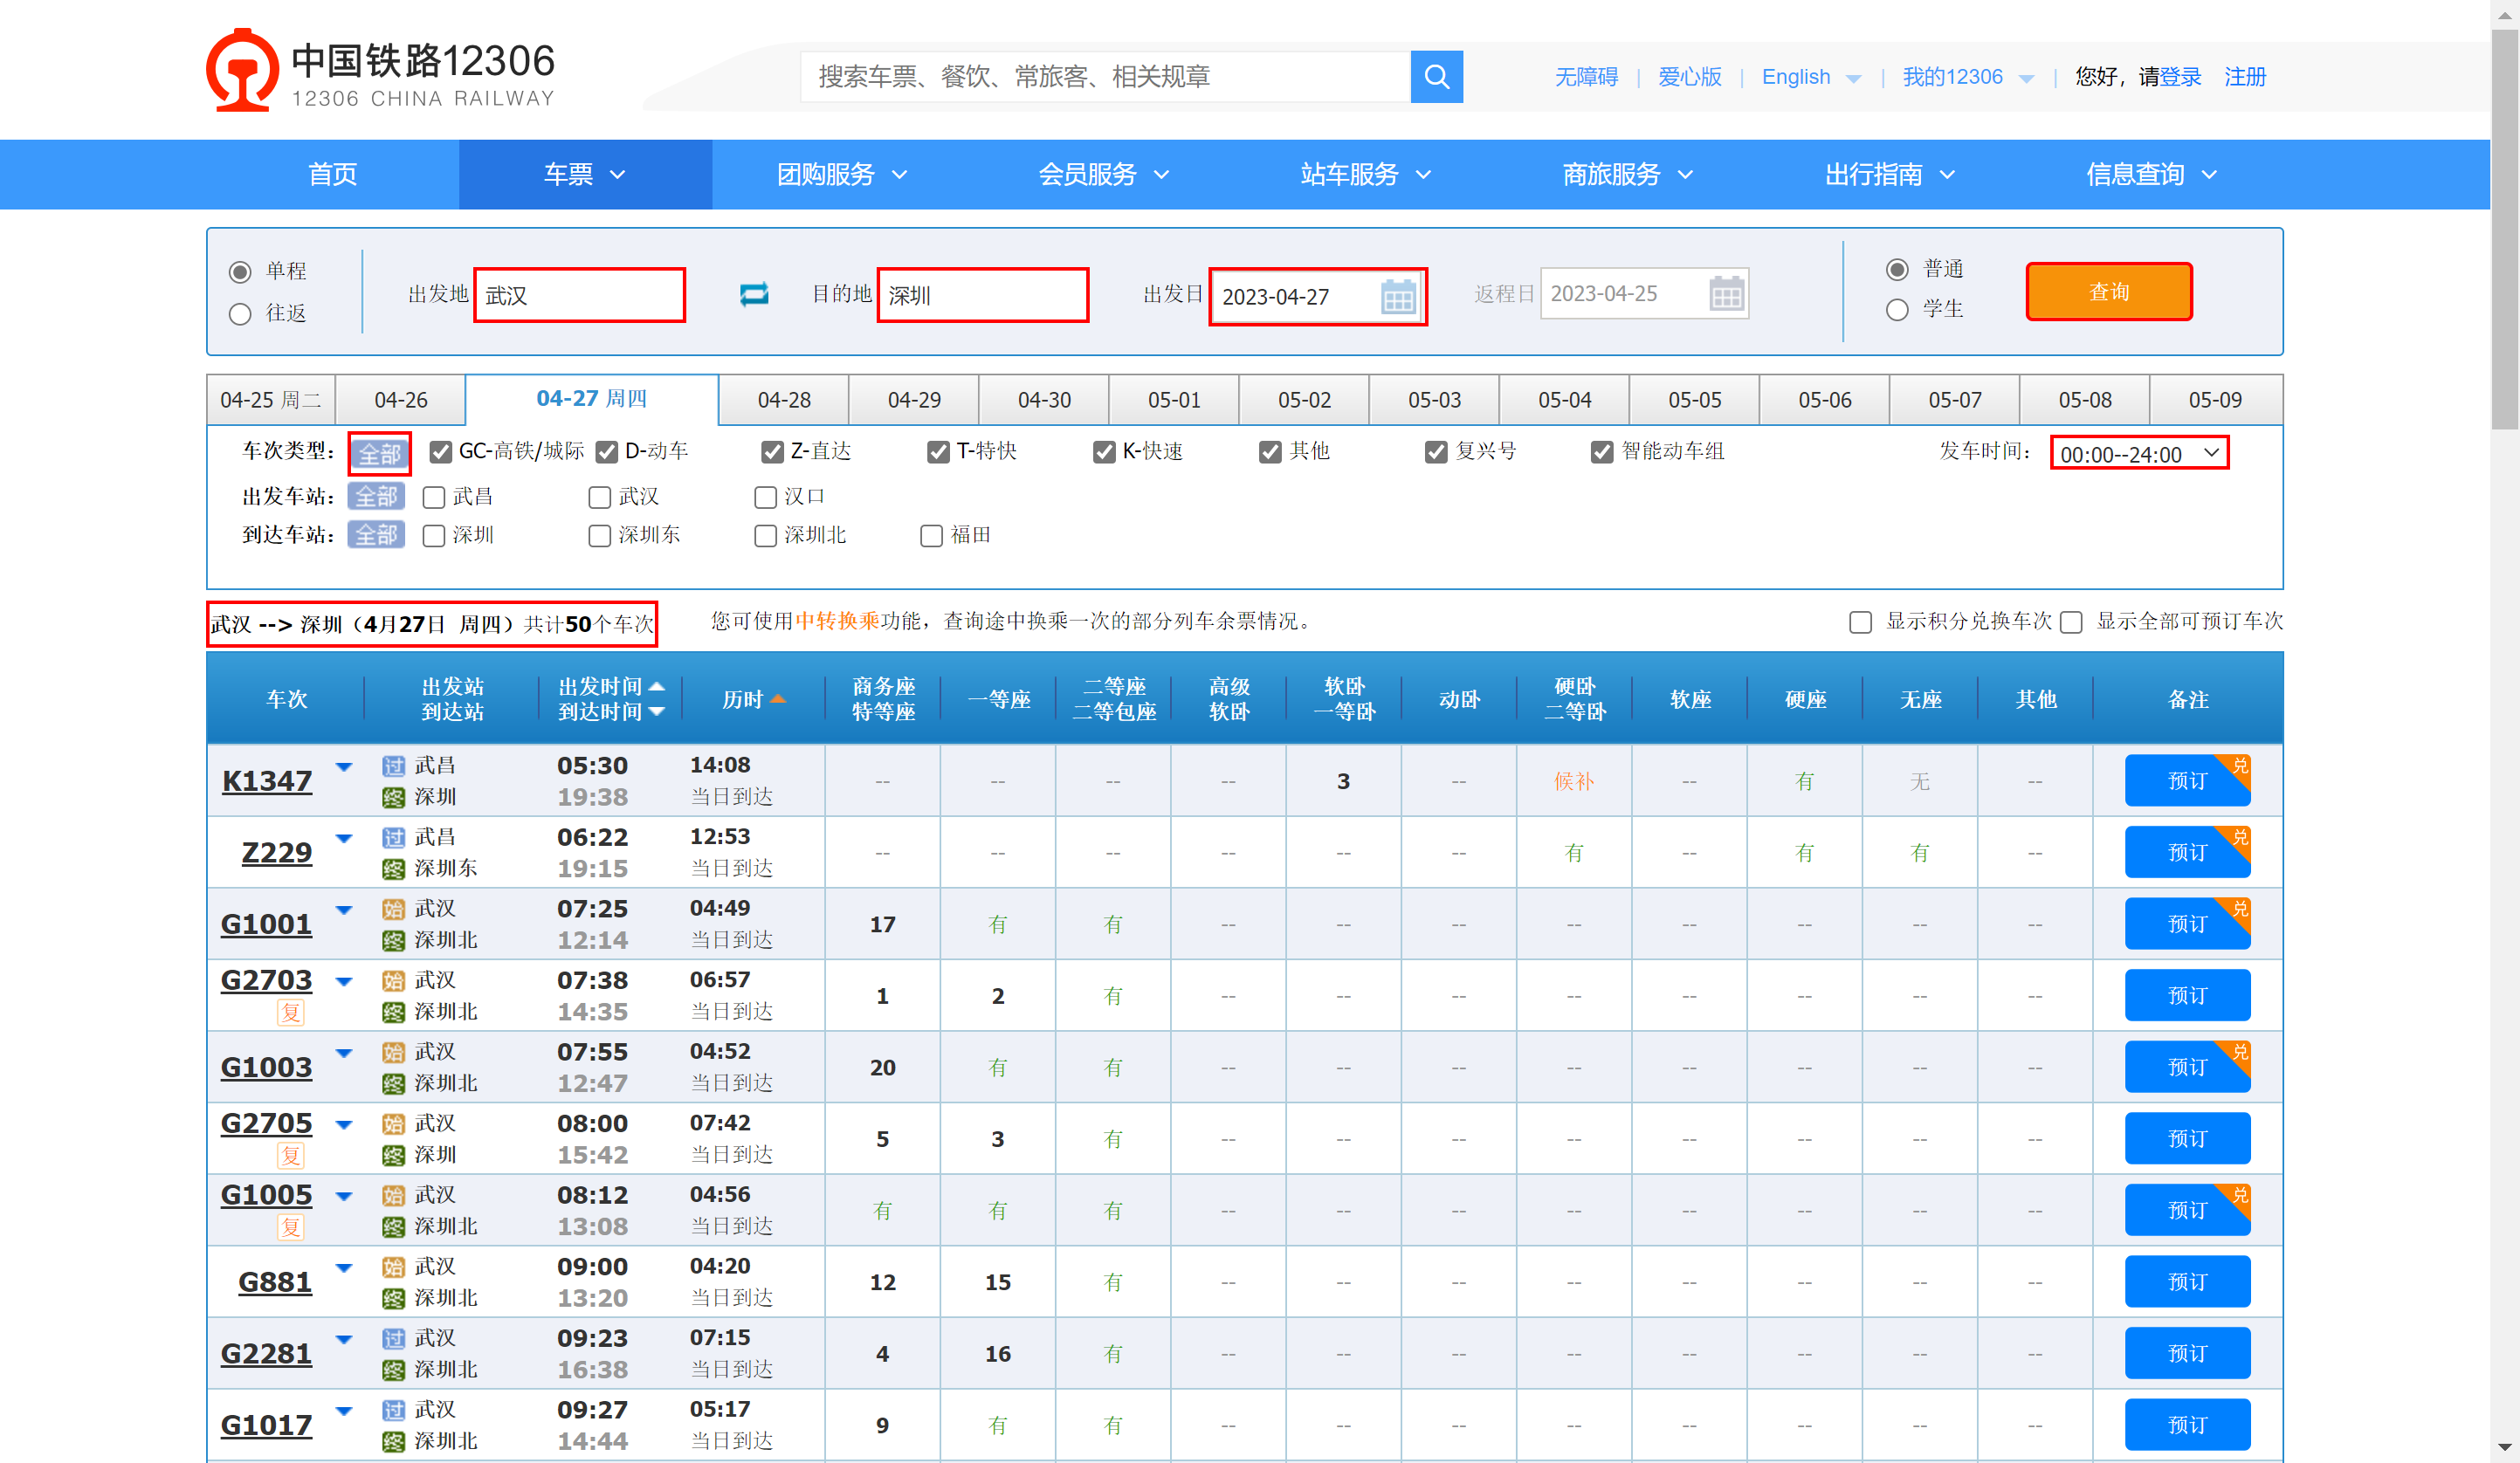 中国铁路12306
12306 CHINA RAILWAY
搜索车票、餐饮、常旅客、相关规章
无障碍 | 爱心版 | English | 我的12306 | 您好，请登录 注册
首页 车票 团购服务 会员服务 站车服务 商旅服务 出行指南 信息查询
单程
往返
出发地 武汉 目的地 深圳 出发日 2023-04-27 返程日 2023-04-25
普通
学生
查询
04-25 周二 04-26 04-27 周四 04-28 04-29 04-30 05-01 05-02 05-03 05-04 05-05 05-06 05-07 05-08 05-09
车次类型： 全部 GC-高铁/城际 D-动车 Z-直达 T-特快 K-快速 其他 复兴号 智能动车组 发车时间： 00:00--24:00
出发车站： 全部 武昌 武汉 汉口
到达车站： 全部 深圳 深圳东 深圳北 福田
武汉 --> 深圳（4月27日 周四）共计50个车次 您可使用中转换乘功能，查询途中换乘一次的部分列车余票情况。 显示积分兑换车次 显示全部可预订车次
车次 出发站 到达站 出发时间 到达时间 历时 商务座 特等座 一等座 二等座 二等包座 高级 软卧 软卧 一等卧 动卧 硬卧 二等卧 软座 硬座 无座 其他 备注
K1347 过 武昌 05:30 14:08 -- -- -- -- 3 -- 候补 -- 有 无 -- 预订 兑
终 深圳 19:38 当日到达
Z229 过 武昌 06:22 12:53 -- -- -- -- -- -- 有 -- 有 有 -- 预订 兑
终 深圳东 19:15 当日到达
G1001 始 武汉 07:25 04:49 17 有 有 -- -- -- -- -- -- -- -- 预订 兑
终 深圳北 12:14 当日到达
G2703 始 武汉 07:38 06:57 1 2 有 -- -- -- -- -- -- -- -- 预订
复 终 深圳北 14:35 当日到达
G1003 始 武汉 07:55 04:52 20 有 有 -- -- -- -- -- -- -- -- 预订 兑
终 深圳北 12:47 当日到达
G2705 始 武汉 08:00 07:42 5 3 有 -- -- -- -- -- -- -- -- 预订
复 终 深圳 15:42 当日到达
G1005 始 武汉 08:12 04:56 有 有 有 -- -- -- -- -- -- -- -- 预订 兑
复 终 深圳北 13:08 当日到达
G881 始 武汉 09:00 04:20 12 15 有 -- -- -- -- -- -- -- -- 预订
终 深圳北 13:20 当日到达
G2281 过 武汉 09:23 07:15 4 16 有 -- -- -- -- -- -- -- -- 预订
终 深圳北 16:38 当日到达
G1017 过 武汉 09:27 05:17 9 有 有 -- -- -- -- -- -- -- -- 预订
终 深圳北 14:44 当日到达